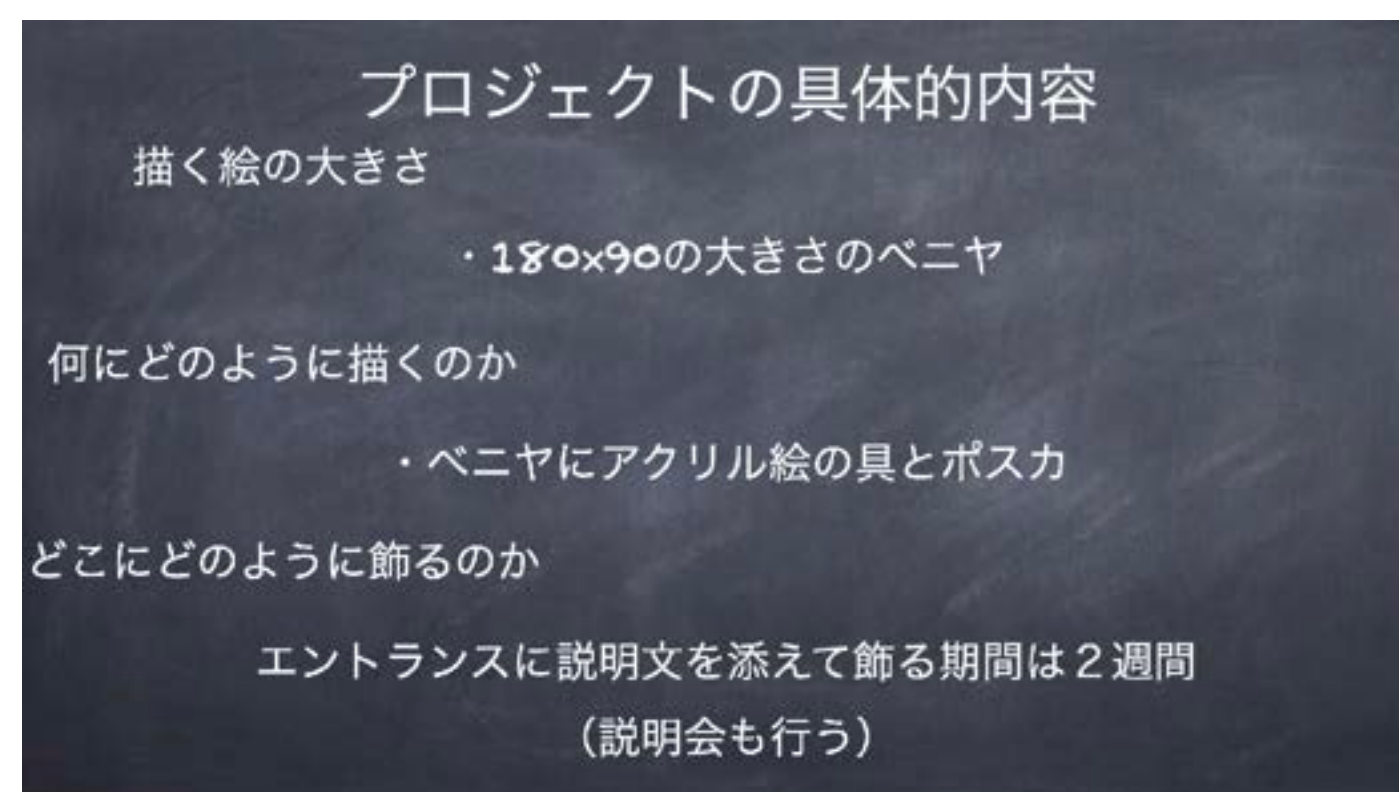 プロジェクトの具体的内容
描く絵の大きさ
・180x90の大きさのベニヤ
何にどのように描くのか
・ベニヤにアクリル絵の具とポスカ
どこにどのように飾るのか
エントランスに説明文を添えて飾る期間は２週間
（説明会も行う）